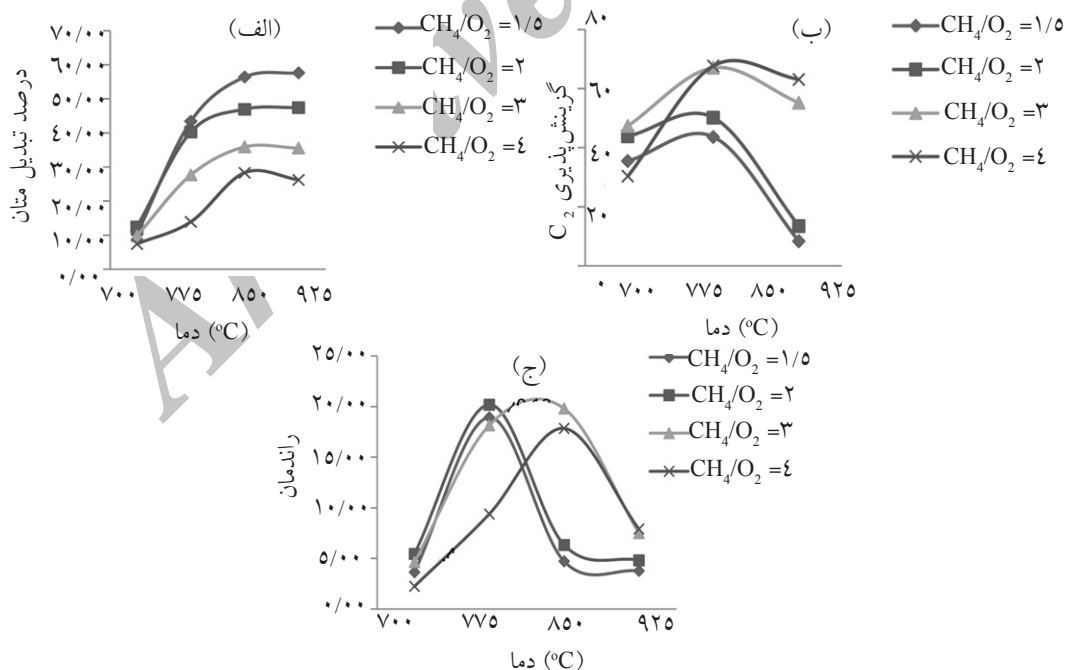 (الف)
۷۰/۰۰
۶۰/۰۰
۵۰/۰۰
۴۰/۰۰
۳۰/۰۰
۲۰/۰۰
۱۰/۰۰
۰/۰۰
درصد تبدیل متان
۷۰۰ ۷۷۵ ۸۵۰ ۹۲۵
دما (°C)
CH₄/O₂ =۱/۵
CH₄/O₂ =۲
CH₄/O₂ =۳
CH₄/O₂ =٤
(ب)
۸۰
۶۰
۴۰
۲۰
۰
گزینش‌پذیری C₂
۷۰۰ ۷۷۵ ۸۵۰ ۹۲۵
دما (°C)
CH₄/O₂ =۱/۵
CH₄/O₂ =۲
CH₄/O₂ =۳
CH₄/O₂ =٤
(ج)
۲۵/۰۰
۲۰/۰۰
۱۵/۰۰
۱۰/۰۰
۵/۰۰
۰/۰۰
راندمان
۷۰۰ ۷۷۵ ۸۵۰ ۹۲۵
دما (°C)
CH₄/O₂ =۱/۵
CH₄/O₂ =۲
CH₄/O₂ =۳
CH₄/O₂ =٤